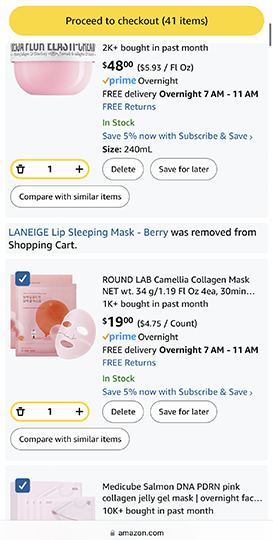 Proceed to checkout (41 items)
2K+ bought in past month
$4800 ($5.93 / Fl Oz)
prime Overnight
FREE delivery Overnight 7 AM - 11 AM
FREE Returns
In Stock
Save 5% now with Subscribe & Save
Size: 240mL
1
Delete
Save for later
Compare with similar items
LANEIGE Lip Sleeping Mask - Berry was removed from
Shopping Cart.
ROUND LAB Camellia Collagen Mask
NET wt. 34 g/1.19 Fl Oz 4ea, 30min...
1K+ bought in past month
$1900 ($4.75 / Count)
prime Overnight
FREE delivery Overnight 7 AM - 11 AM
FREE Returns
In Stock
Save 5% now with Subscribe & Save
1
Delete
Save for later
Compare with similar items
Medicube Salmon DNA PDRN pink
collagen jelly gel mask | overnight fac...
10K+ bought in past month
amazon.com